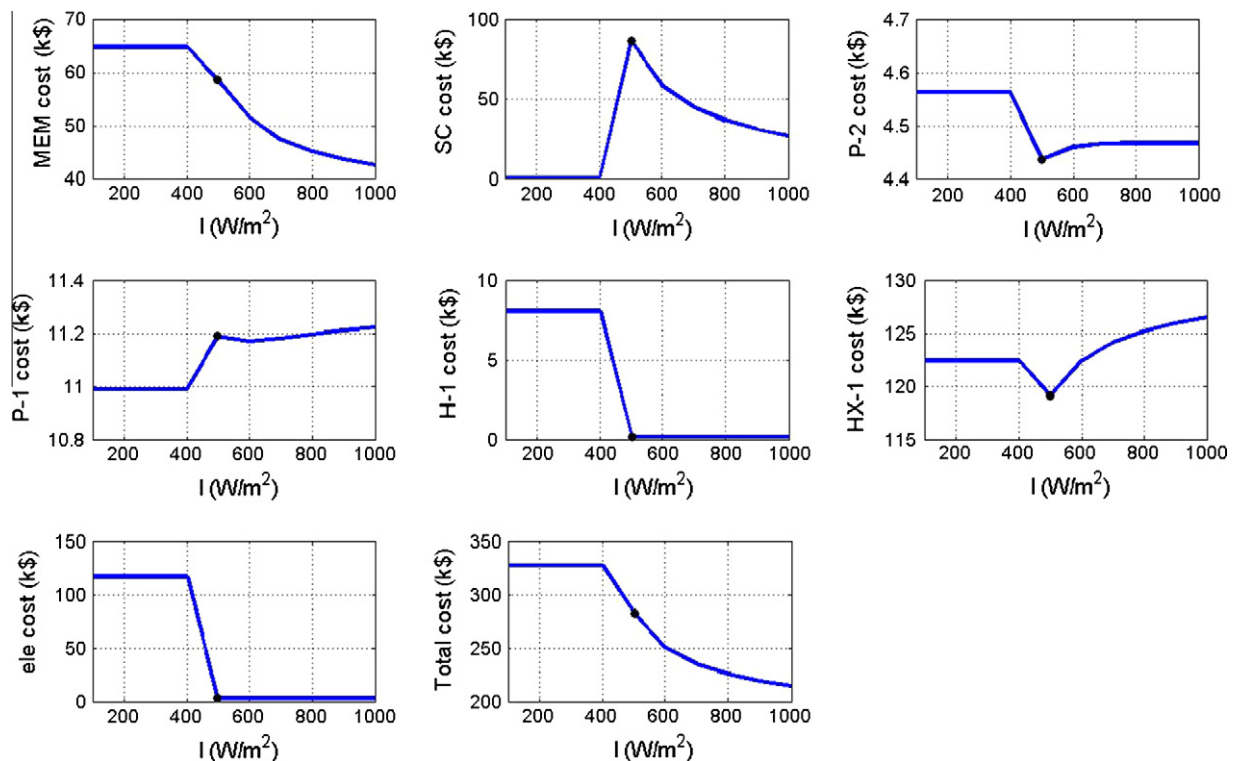 MEM cost (k$)
70
60
50
40
200 400 600 800 1000
I (W/m²)
SC cost (k$)
100
50
0
200 400 600 800 1000
I (W/m²)
P-2 cost (k$)
4.7
4.6
4.5
4.4
200 400 600 800 1000
I (W/m²)
P-1 cost (k$)
11.4
11.2
11
10.8
200 400 600 800 1000
I (W/m²)
H-1 cost (k$)
10
5
0
200 400 600 800 1000
I (W/m²)
HX-1 cost (k$)
130
125
120
115
200 400 600 800 1000
I (W/m²)
ele cost (k$)
150
100
50
0
200 400 600 800 1000
I (W/m²)
Total cost (k$)
350
300
250
200
200 400 600 800 1000
I (W/m²)